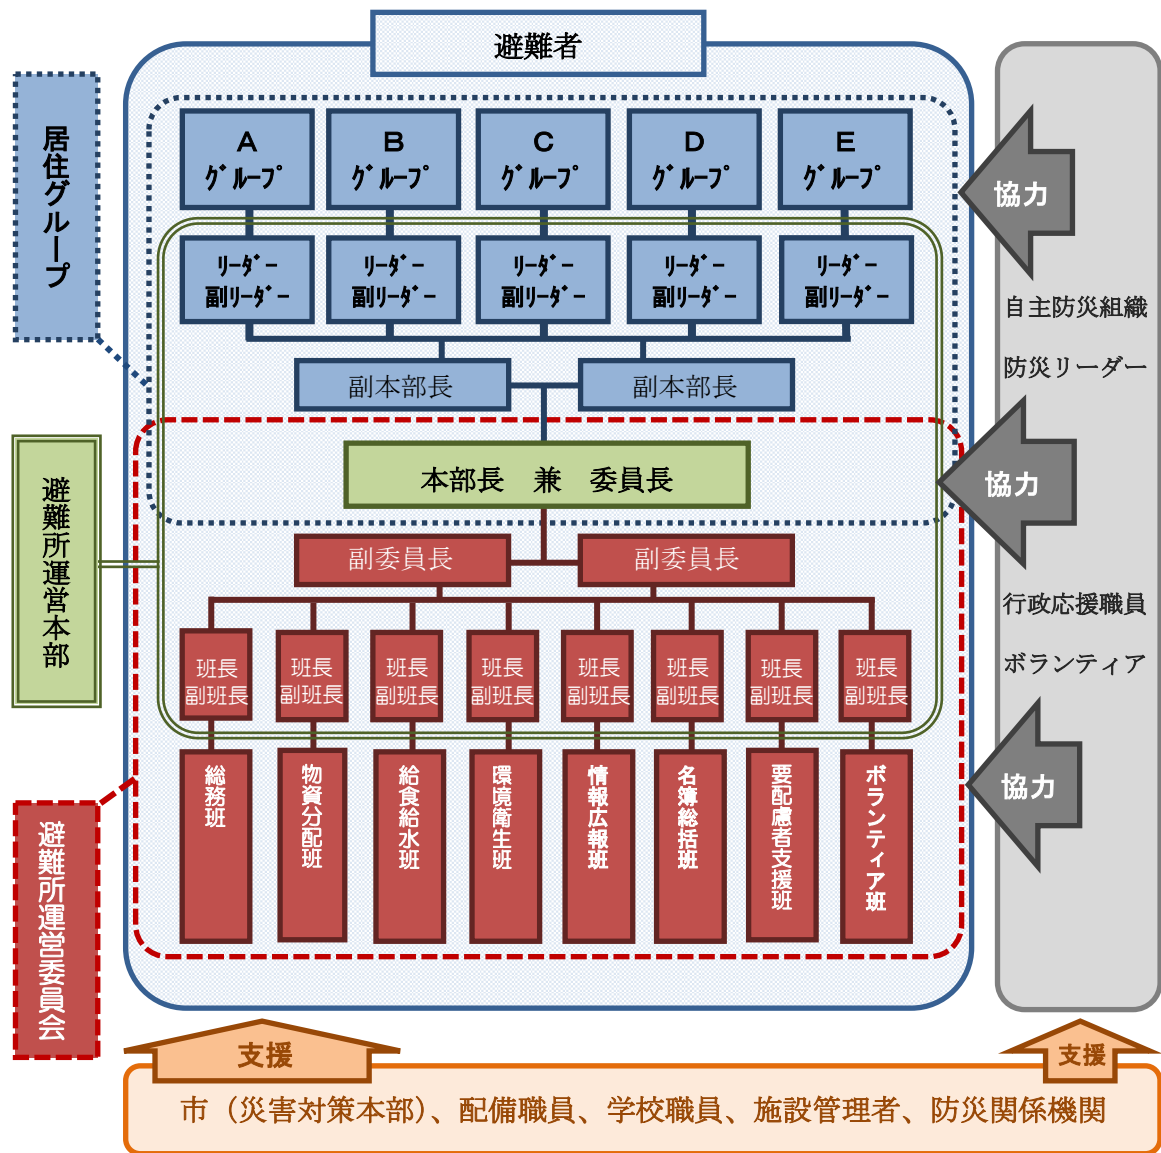 避難者
居住グループ
A
ｸﾞﾙｰﾌﾟ
B
ｸﾞﾙｰﾌﾟ
C
ｸﾞﾙｰﾌﾟ
D
ｸﾞﾙｰﾌﾟ
E
ｸﾞﾙｰﾌﾟ
ﾘｰﾀﾞｰ
副ﾘｰﾀﾞｰ
ﾘｰﾀﾞｰ
副ﾘｰﾀﾞｰ
ﾘｰﾀﾞｰ
副ﾘｰﾀﾞｰ
ﾘｰﾀﾞｰ
副ﾘｰﾀﾞｰ
ﾘｰﾀﾞｰ
副ﾘｰﾀﾞｰ
副本部長
副本部長
避難所運営本部
本部長　兼　委員長
副委員長
副委員長
班長
副班長
班長
副班長
班長
副班長
班長
副班長
班長
副班長
班長
副班長
班長
副班長
班長
副班長
避難所運営委員会
総務班
物資分配班
給食給水班
環境衛生班
情報広報班
名簿総括班
要配慮者支援班
ボランティア班
協力
自主防災組織
防災リーダー
協力
行政応援職員
ボランティア
協力
支援
支援
市（災害対策本部）、配備職員、学校職員、施設管理者、防災関係機関